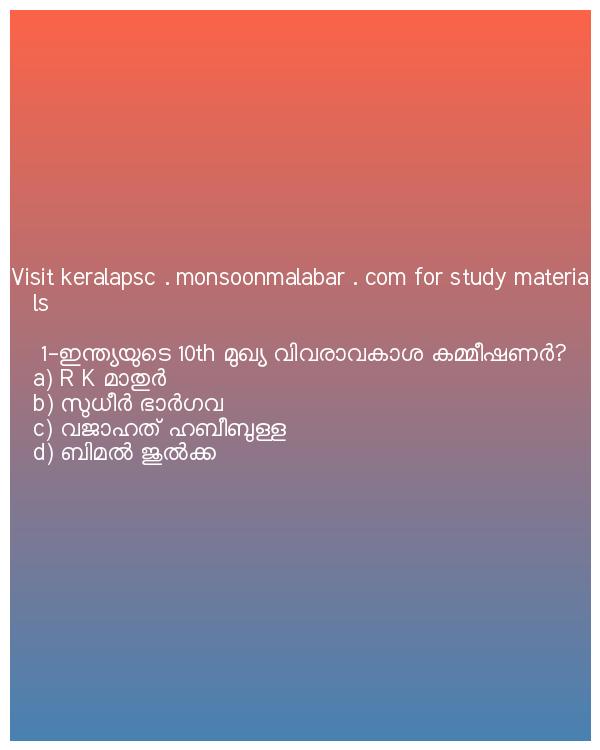 Visit keralapsc . monsoonmalabar . com for study materia
ls
1-ഇന്ത്യയുടെ 10th മുഖ്യ വിവരാവകാശ കമ്മീഷണർ?
a) R K മാതുർ
b) സുധീർ ഭാർഗവ
c) വജാഹത് ഹബീബുള്ള
d) ബിമൽ ജുൽക്ക